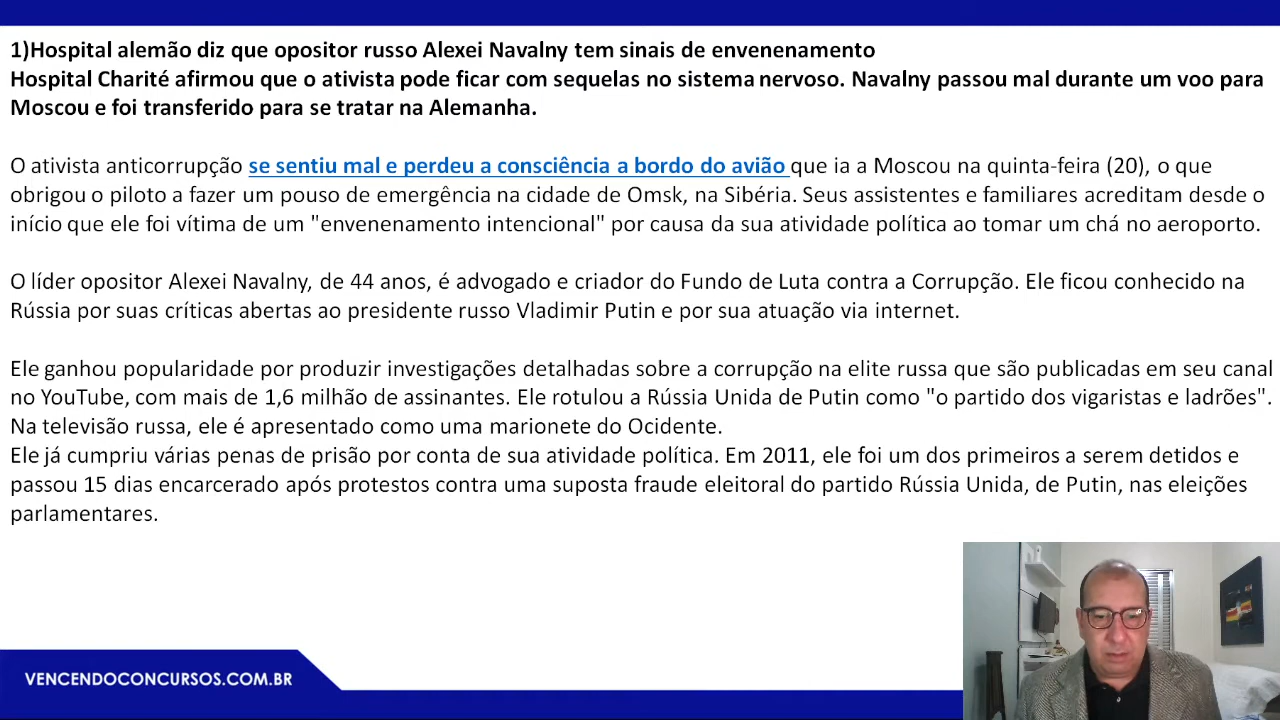 1)Hospital alemão diz que opositor russo Alexei Navalny tem sinais de envenenamento
Hospital Charité afirmou que o ativista pode ficar com sequelas no sistema nervoso. Navalny passou mal durante um voo para
Moscou e foi transferido para se tratar na Alemanha.
O ativista anticorrupção se sentiu mal e perdeu a consciência a bordo do avião que ia a Moscou na quinta-feira (20), o que
obrigou o piloto a fazer um pouso de emergência na cidade de Omsk, na Sibéria. Seus assistentes e familiares acreditam desde o
início que ele foi vítima de um "envenenamento intencional" por causa da sua atividade política ao tomar um chá no aeroporto.
O líder opositor Alexei Navalny, de 44 anos, é advogado e criador do Fundo de Luta contra a Corrupção. Ele ficou conhecido na
Rússia por suas críticas abertas ao presidente russo Vladimir Putin e por sua atuação via internet.
Ele ganhou popularidade por produzir investigações detalhadas sobre a corrupção na elite russa que são publicadas em seu canal
no YouTube, com mais de 1,6 milhão de assinantes. Ele rotulou a Rússia Unida de Putin como "o partido dos vigaristas e ladrões".
Na televisão russa, ele é apresentado como uma marionete do Ocidente.
Ele já cumpriu várias penas de prisão por conta de sua atividade política. Em 2011, ele foi um dos primeiros a serem detidos e
passou 15 dias encarcerado após protestos contra uma suposta fraude eleitoral do partido Rússia Unida, de Putin, nas eleições
parlamentares.
VENCENDOCONCURSOS.COM.BR